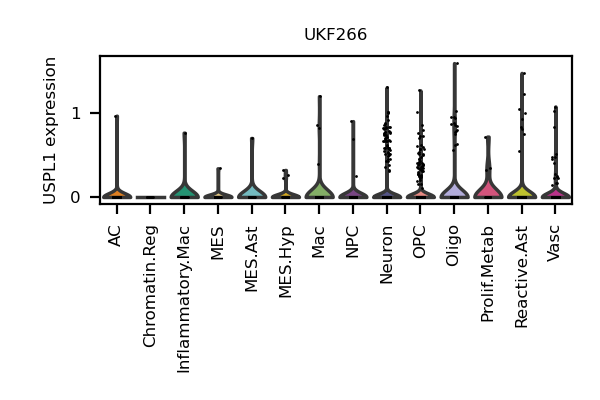 UKF266
USPL1 expression
1
0
AC
Chromatin.Reg
Inflammatory.Mac
MES
MES.Ast
MES.Hyp
Mac
NPC
Neuron
OPC
Oligo
Prolif.Metab
Reactive.Ast
Vasc